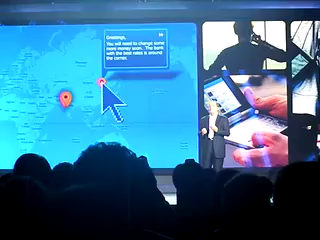 Greetings,
You will need to change some
more money soon. The bank
with the best rates is around
the corner.